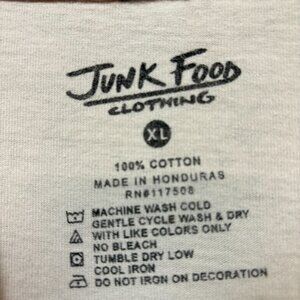 JUNK FOOD
CLOTHING
XL
100% COTTON
MADE IN HONDURAS
RN#117508
MACHINE WASH COLD
GENTLE CYCLE WASH & DRY
WITH LIKE COLORS ONLY
NO BLEACH
TUMBLE DRY LOW
COOL IRON
DO NOT IRON ON DECORATION